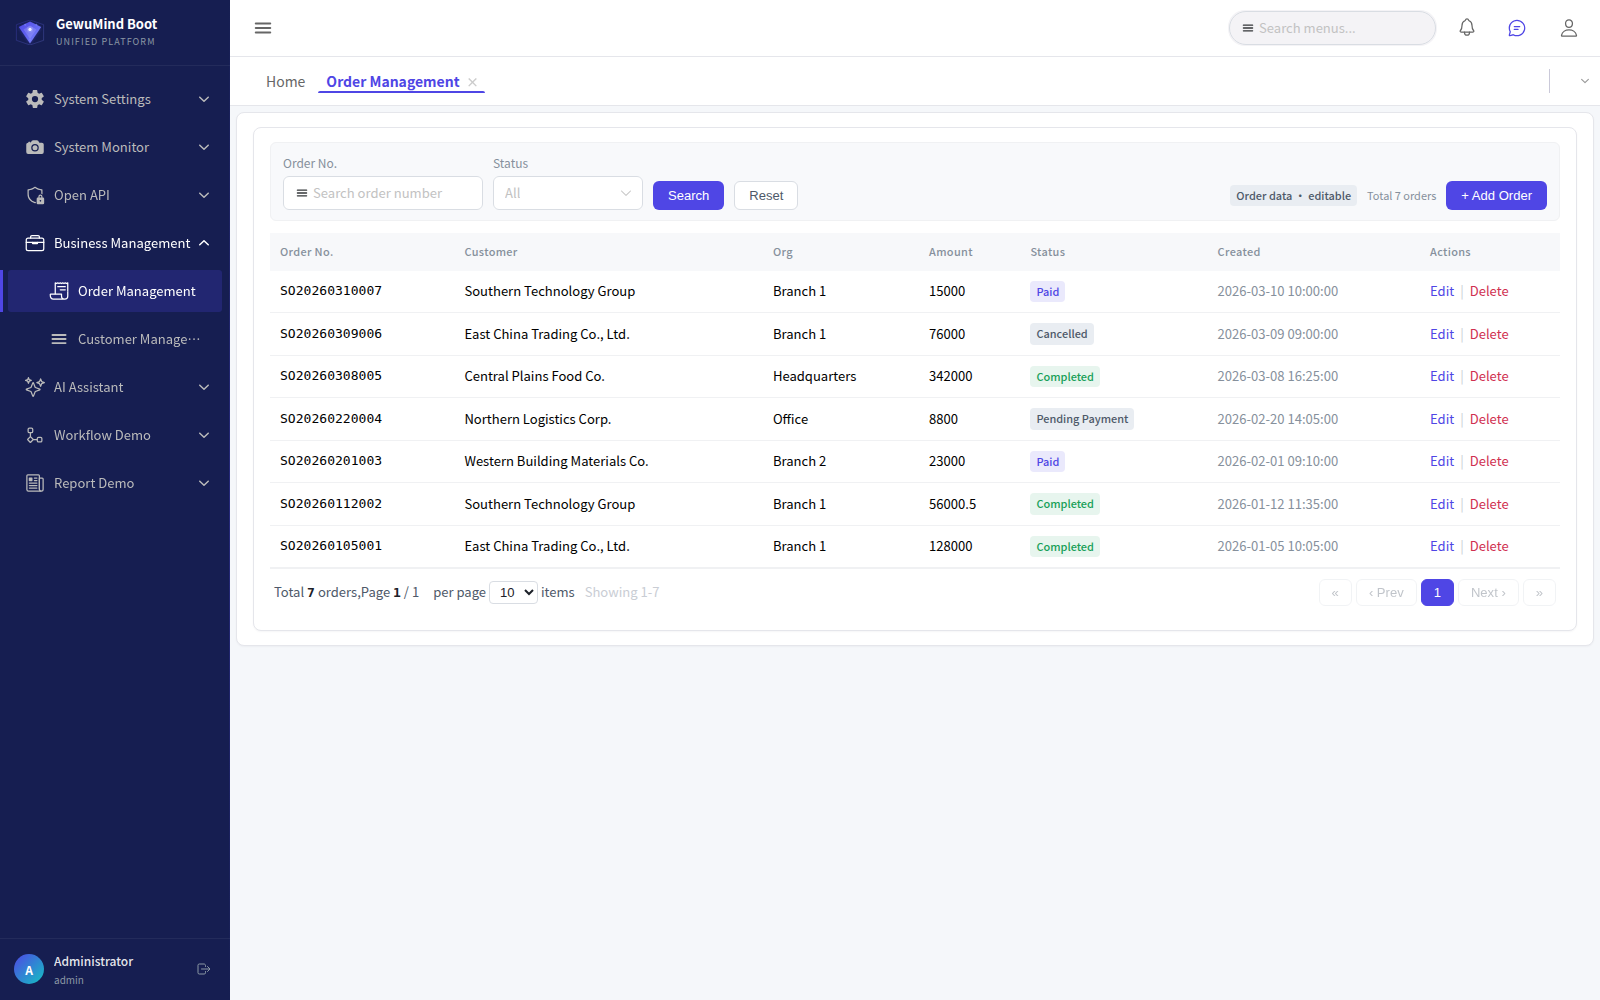 GewuMind Boot
UNIFIED PLATFORM
System Settings
System Monitor
Open API
Business Management
Order Management
Customer Manage···
AI Assistant
Workflow Demo
Report Demo
A
Administrator
admin
Search menus...
Home
Order Management
Order No.
Status
Search order number
All
Search
Reset
Order data • editable
Total 7 orders
+ Add Order
Order No. Customer Org Amount Status Created Actions
SO20260310007 Southern Technology Group Branch 1 15000 Paid 2026-03-10 10:00:00 Edit | Delete
SO20260309006 East China Trading Co., Ltd. Branch 1 76000 Cancelled 2026-03-09 09:00:00 Edit | Delete
SO20260308005 Central Plains Food Co. Headquarters 342000 Completed 2026-03-08 16:25:00 Edit | Delete
SO20260220004 Northern Logistics Corp. Office 8800 Pending Payment 2026-02-20 14:05:00 Edit | Delete
SO20260201003 Western Building Materials Co. Branch 2 23000 Paid 2026-02-01 09:10:00 Edit | Delete
SO20260112002 Southern Technology Group Branch 1 56000.5 Completed 2026-01-12 11:35:00 Edit | Delete
SO20260105001 East China Trading Co., Ltd. Branch 1 128000 Completed 2026-01-05 10:05:00 Edit | Delete
Total 7 orders,Page 1 / 1 per page 10 items Showing 1-7
« ‹ Prev 1 Next › »